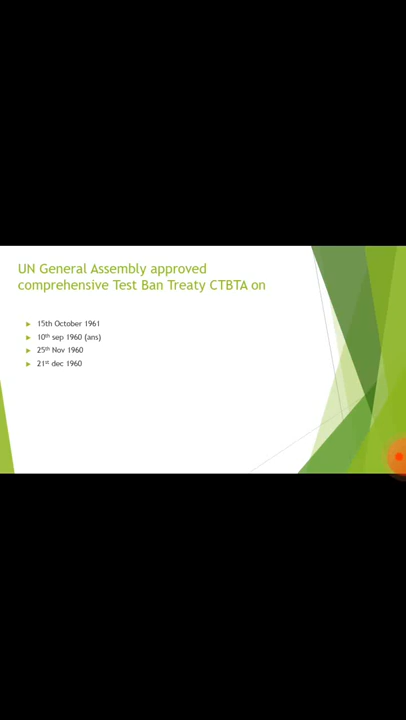 UN General Assembly approved
comprehensive Test Ban Treaty CTBTA on
15th October 1961
10th sep 1960 (ans)
25th Nov 1960
21st dec 1960